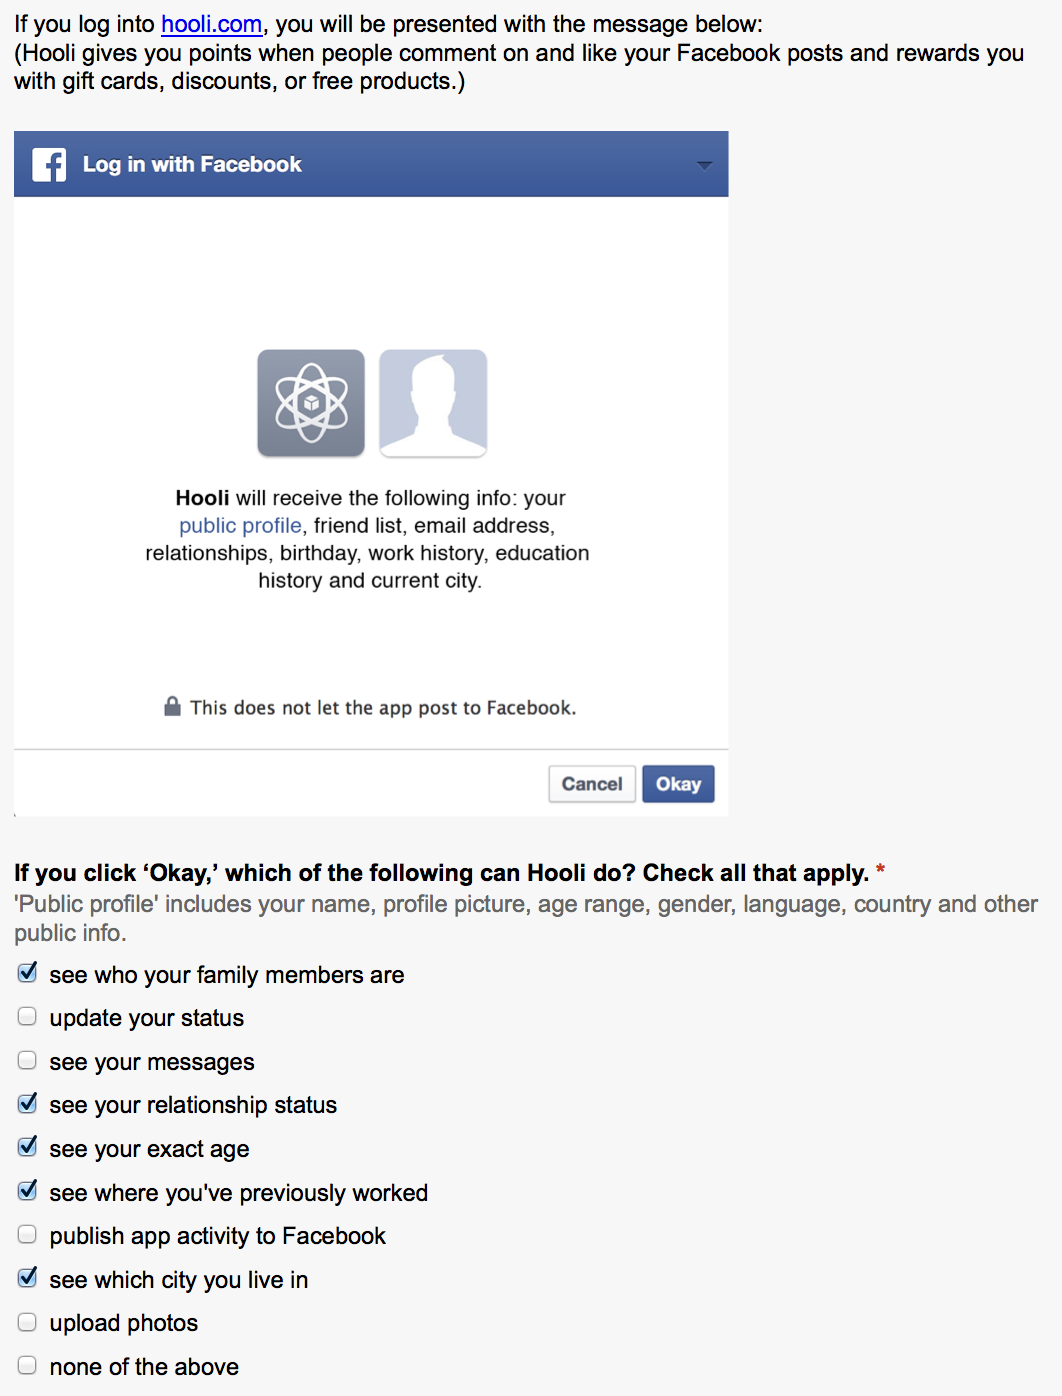 If you log into hooli.com, you will be presented with the message below:
(Hooli gives you points when people comment on and like your Facebook posts and rewards you
with gift cards, discounts, or free products.)
f Log in with Facebook
Hooli will receive the following info: your
public profile, friend list, email address,
relationships, birthday, work history, education
history and current city.
This does not let the app post to Facebook.
Cancel Okay
If you click ‘Okay,’ which of the following can Hooli do? Check all that apply. *
'Public profile' includes your name, profile picture, age range, gender, language, country and other
public info.
see who your family members are
update your status
see your messages
see your relationship status
see your exact age
see where you've previously worked
publish app activity to Facebook
see which city you live in
upload photos
none of the above